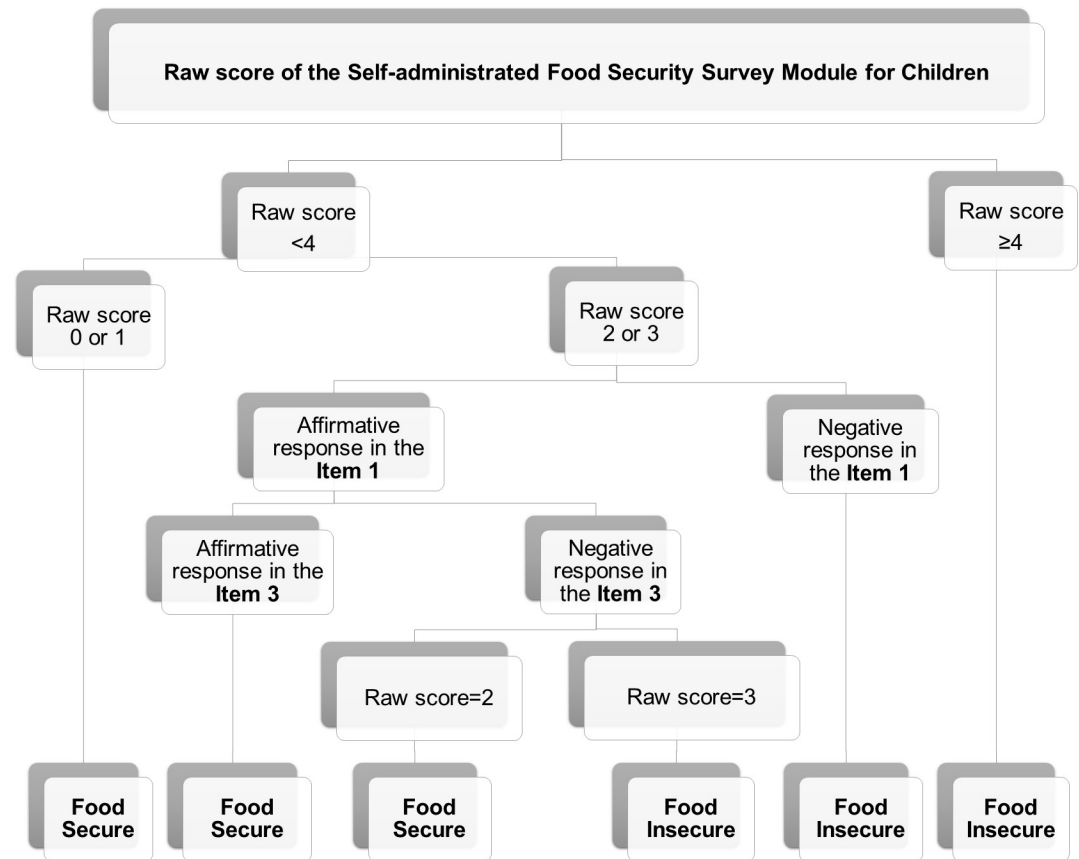 Raw score of the Self-administrated Food Security Survey Module for Children
Raw score
<4
Raw score
≥4
Raw score
0 or 1
Raw score
2 or 3
Affirmative
response in the
Item 1
Negative
response in
the Item 1
Affirmative
response in the
Item 3
Negative
response in
the Item 3
Raw score=2
Raw score=3
Food
Secure
Food
Secure
Food
Secure
Food
Insecure
Food
Insecure
Food
Insecure